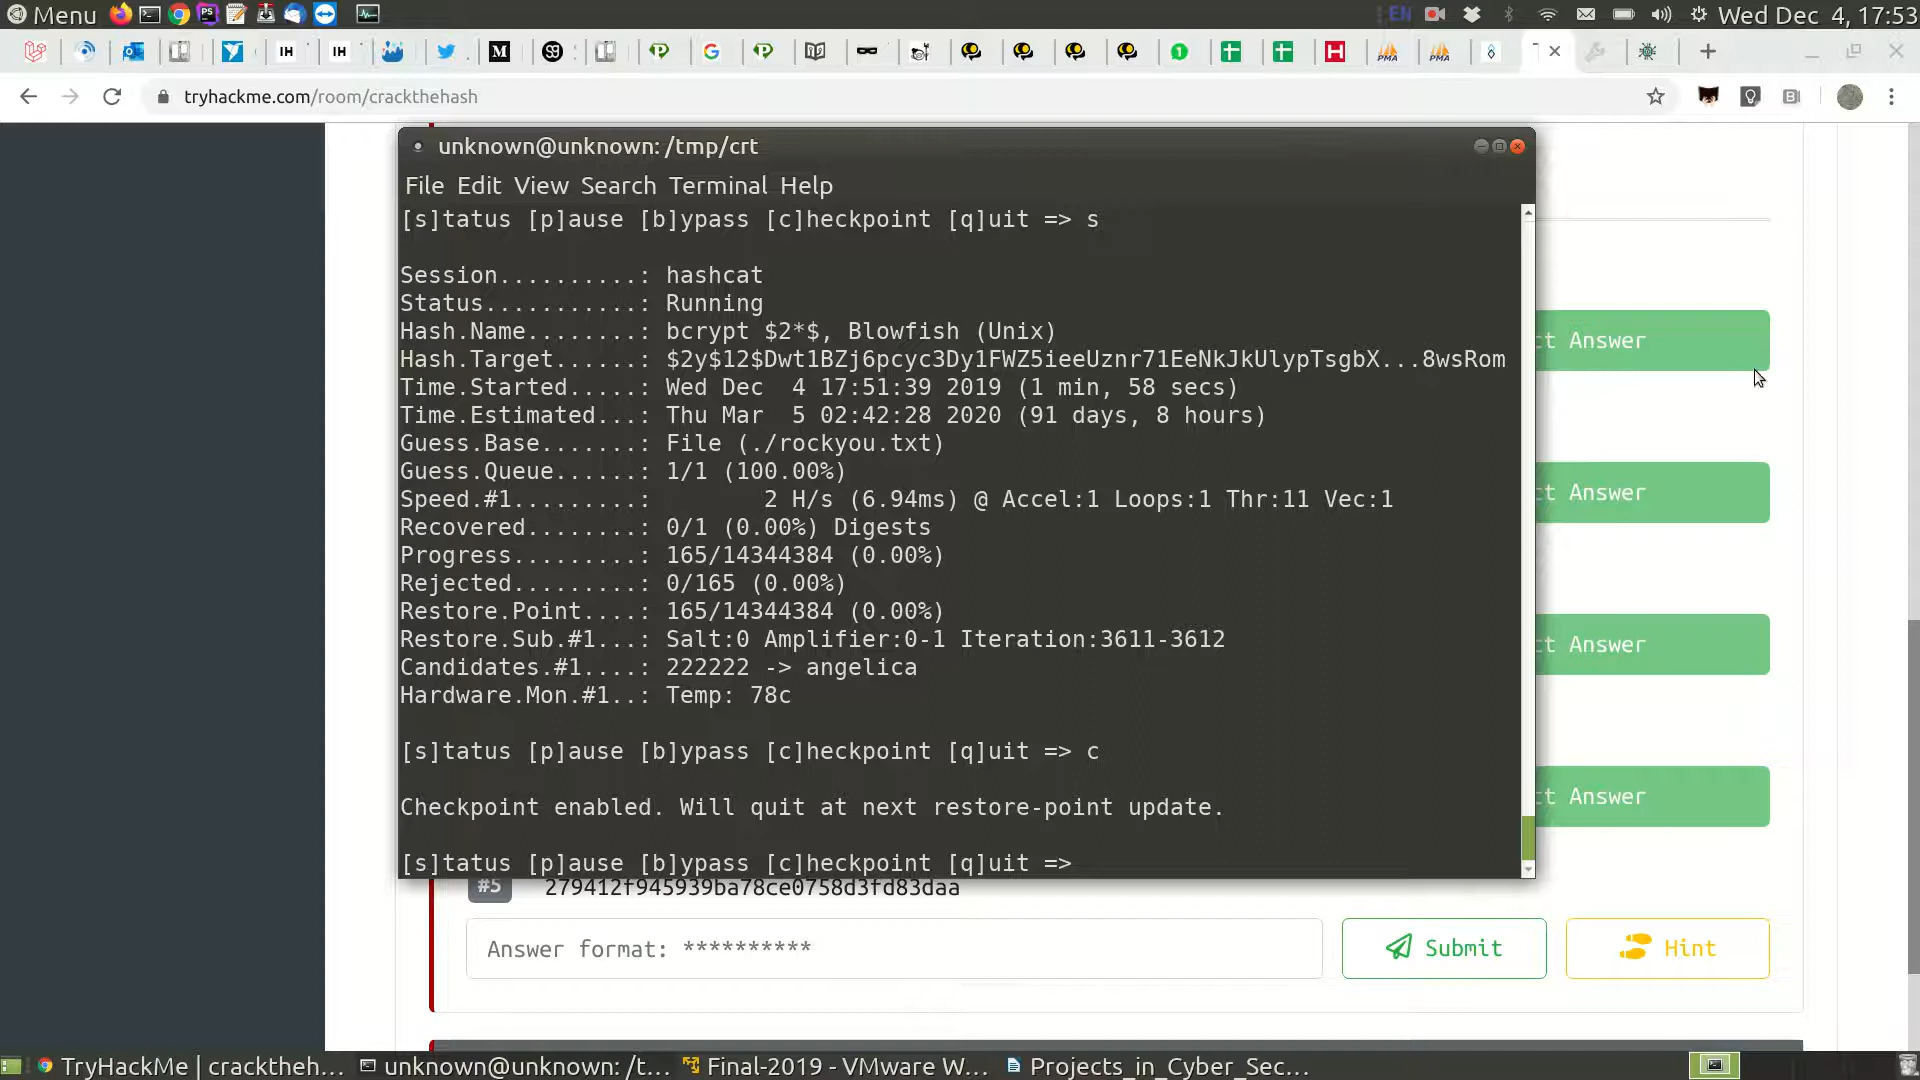 Menu
EN
Wed Dec 4, 17:53
tryhackme.com/room/crackthehash
unknown@unknown: /tmp/crt
File Edit View Search Terminal Help
[s]tatus [p]ause [b]ypass [c]heckpoint [q]uit => s
Session..........: hashcat
Status...........: Running
Hash.Name........: bcrypt $2*$, Blowfish (Unix)
Hash.Target......: $2y$12$Dwt1BZj6pcyc3Dy1FWZ5ieeUznr71EeNkJkUlypTsgbX...8wsRom
Time.Started.....: Wed Dec  4 17:51:39 2019 (1 min, 58 secs)
Time.Estimated...: Thu Mar  5 02:42:28 2020 (91 days, 8 hours)
Guess.Base.......: File (./rockyou.txt)
Guess.Queue......: 1/1 (100.00%)
Speed.#1.........:        2 H/s (6.94ms) @ Accel:1 Loops:1 Thr:11 Vec:1
Recovered........: 0/1 (0.00%) Digests
Progress.........: 165/14344384 (0.00%)
Rejected.........: 0/165 (0.00%)
Restore.Point....: 165/14344384 (0.00%)
Restore.Sub.#1...: Salt:0 Amplifier:0-1 Iteration:3611-3612
Candidates.#1....: 222222 -> angelica
Hardware.Mon.#1..: Temp: 78c
[s]tatus [p]ause [b]ypass [c]heckpoint [q]uit => c
Checkpoint enabled. Will quit at next restore-point update.
[s]tatus [p]ause [b]ypass [c]heckpoint [q]uit =>
ct Answer
ct Answer
ct Answer
ct Answer
#5 279412f945939ba78ce0758d3fd83daa
Answer format: **********
Submit
Hint
TryHackMe | cracktheh...
unknown@unknown: /t...
Final-2019 - VMware W...
Projects_in_Cyber_Sec...